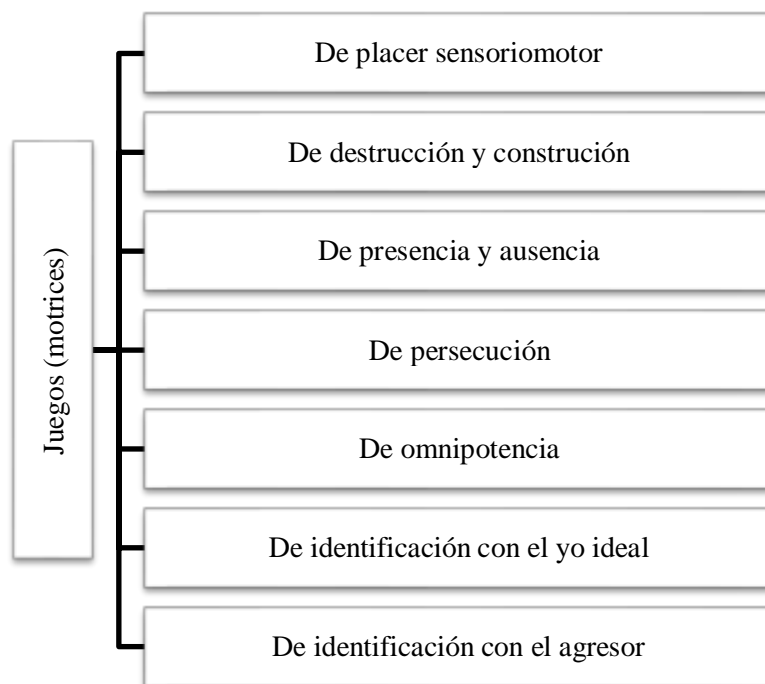 Juegos (motrices)
De placer sensoriomotor
De destrucción y construción
De presencia y ausencia
De persecución
De omnipotencia
De identificación con el yo ideal
De identificación con el agresor